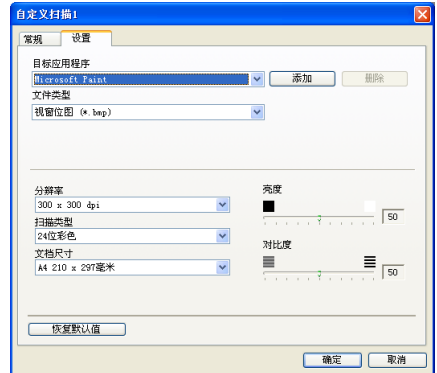 自定义扫描1
常规 设置
目标应用程序
Microsoft Paint 添加 删除
文件类型
视窗位图 (*.bmp)
分辨率 亮度
300 x 300 dpi 50
扫描类型
24位彩色
文档尺寸 对比度
A4 210 x 297毫米 50
恢复默认值
确定 取消